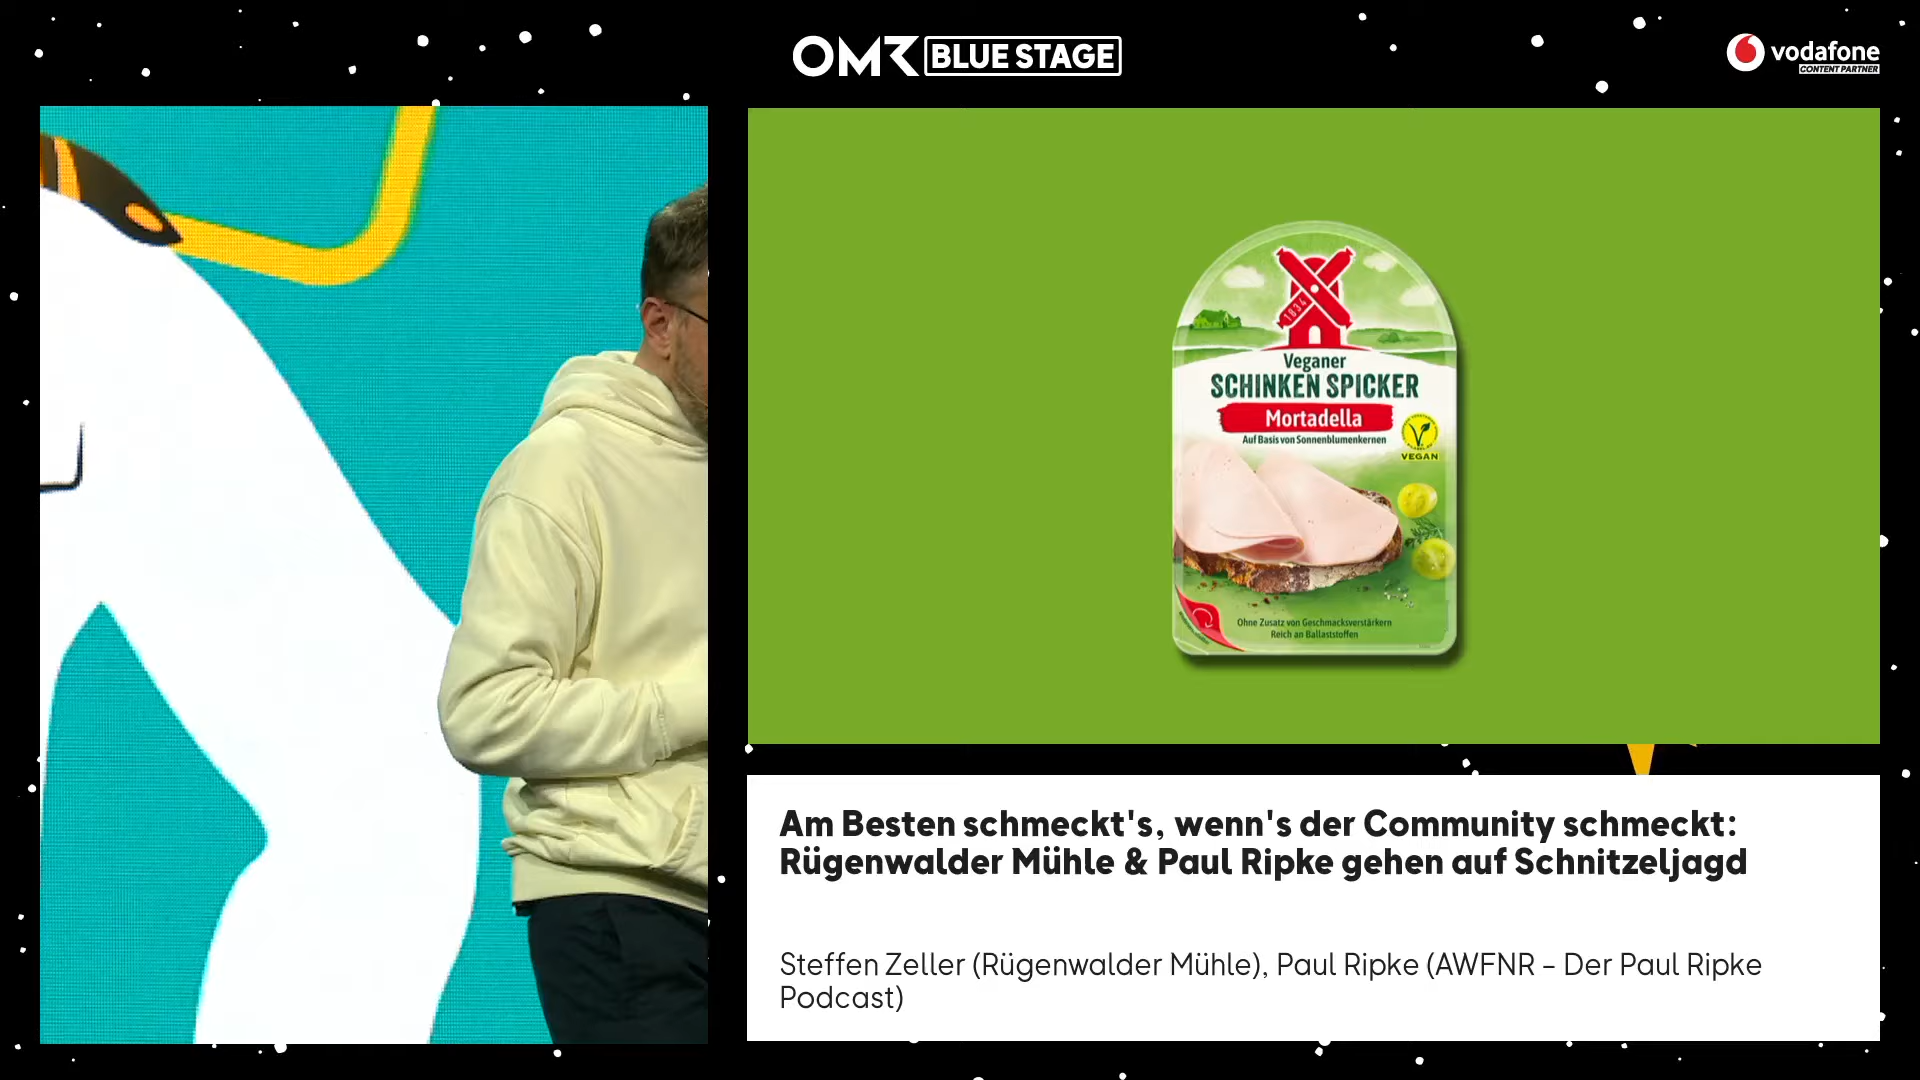 OMR BLUE STAGE
vodafone
CONTENT PARTNER
1834
Veganer
SCHINKEN SPICKER
Mortadella
Auf Basis von Sonnenblumenkernen
VEGAN
Ohne Zusatz von Geschmacksverstärkern
Reich an Ballaststoffen
Am Besten schmeckt's, wenn's der Community schmeckt:
Rügenwalder Mühle & Paul Ripke gehen auf Schnitzeljagd
Steffen Zeller (Rügenwalder Mühle), Paul Ripke (AWFNR – Der Paul Ripke
Podcast)